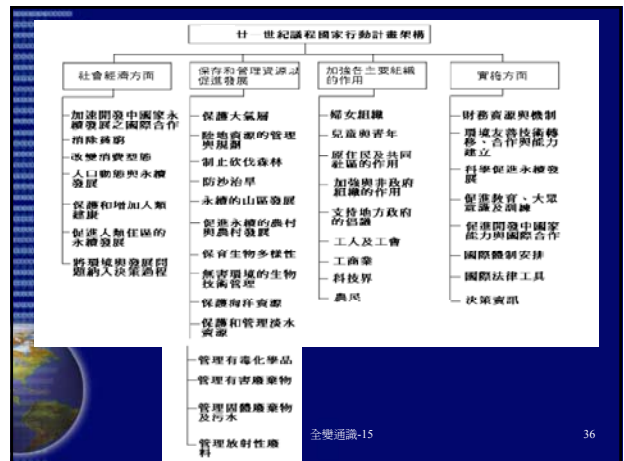 廿一世紀議程國家行動計畫架構
社會經濟方面
加速開發中國家永
續發展之國際合作
消除貧窮
改變消費型態
人口動態與永續
發展
保護和增加人類
健康
促進人類住區的
永續發展
將環境與發展問
題納入決策過程
保存和管理資源以
促進發展
保護大氣層
陸地資源的管理
與規劃
制止砍伐森林
防沙治旱
永續的山區發展
促進永續的農村
與農村發展
保育生物多樣性
無害環境的生物
技術管理
保護海洋資源
保護和管理淡水
資源
管理有毒化學品
管理有害廢棄物
管理固體廢棄物
及污水
管理放射性廢
料
加強各主要組織
的作用
婦女組織
兒童與青年
原住民及共同
社區的作用
加強與非政府
組織的作用
支持地方政府
的倡議
工人及工會
工商業
科技界
農民
實施方面
財務資源與機制
環境友善技術轉
移、合作與能力
建立
科學促進永續發
展
促進教育、大眾
意識及訓練
促進開發中國家
能力與國際合作
國際體制安排
國際法律工具
決策資訊
全變通識-15
36